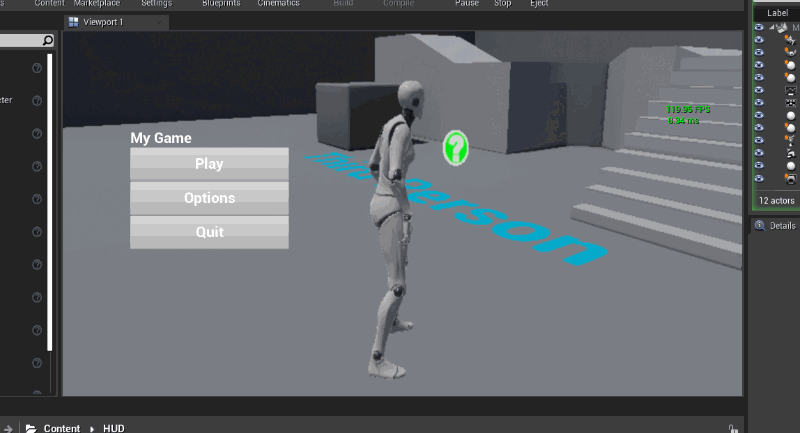 Content Marketplace Settings Blueprints Cinematics Build Compile Pause Stop Eject
Viewport 1
Label
My Game
Play
Options
Quit
?
119.95 FPS
8.34 ms
person
12 actors
Details
Content HUD